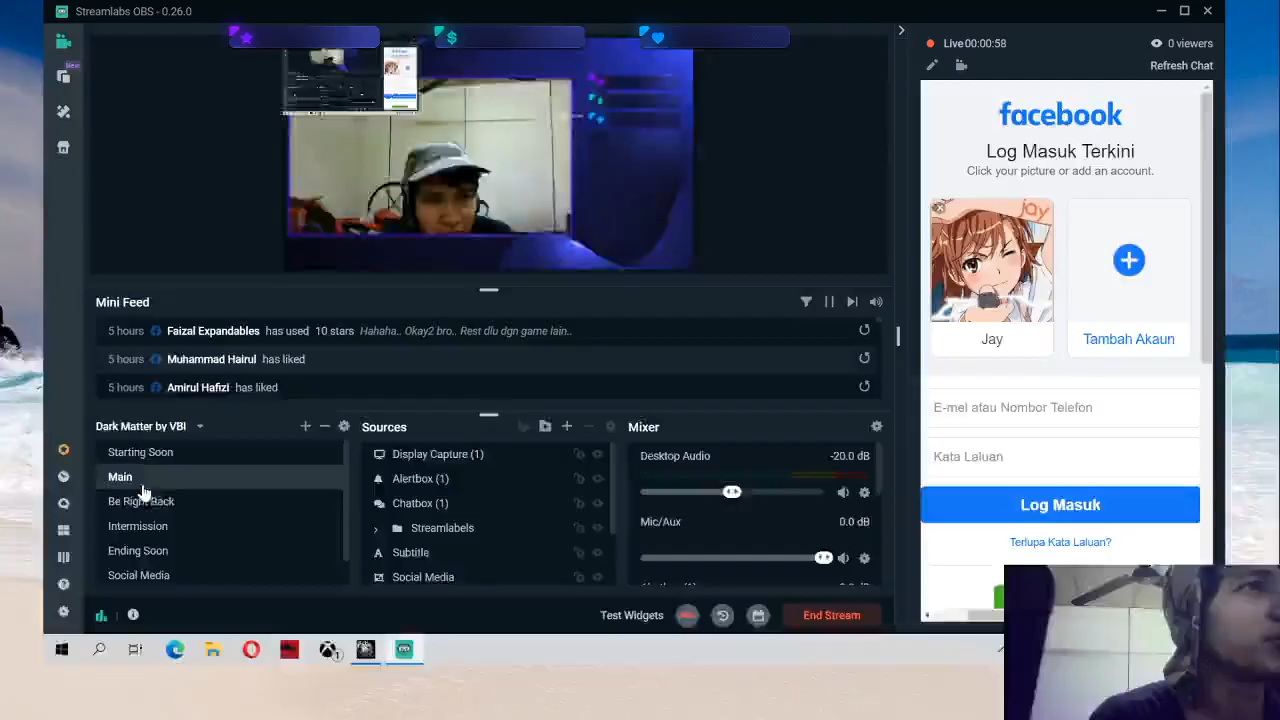 Streamlabs OBS - 0.26.0
New
Live 00:00:58
0 viewers
Refresh Chat
facebook
Log Masuk Terkini
Click your picture or add an account.
jay
Jay
Tambah Akaun
E-mel atau Nombor Telefon
Kata Laluan
Log Masuk
Terlupa Kata Laluan?
Mini Feed
5 hours Faizal Expandables has used 10 stars Hahaha.. Okay2 bro.. Rest dlu dgn game lain..
5 hours Muhammad Hairul has liked
5 hours Amirul Hafizi has liked
Dark Matter by VBI
Starting Soon
Main
Be Right Back
Intermission
Ending Soon
Social Media
Sources
Display Capture (1)
Alertbox (1)
Chatbox (1)
Streamlabels
Subtitle
Social Media
Mixer
Desktop Audio -20.0 dB
Mic/Aux 0.0 dB
Test Widgets
End Stream